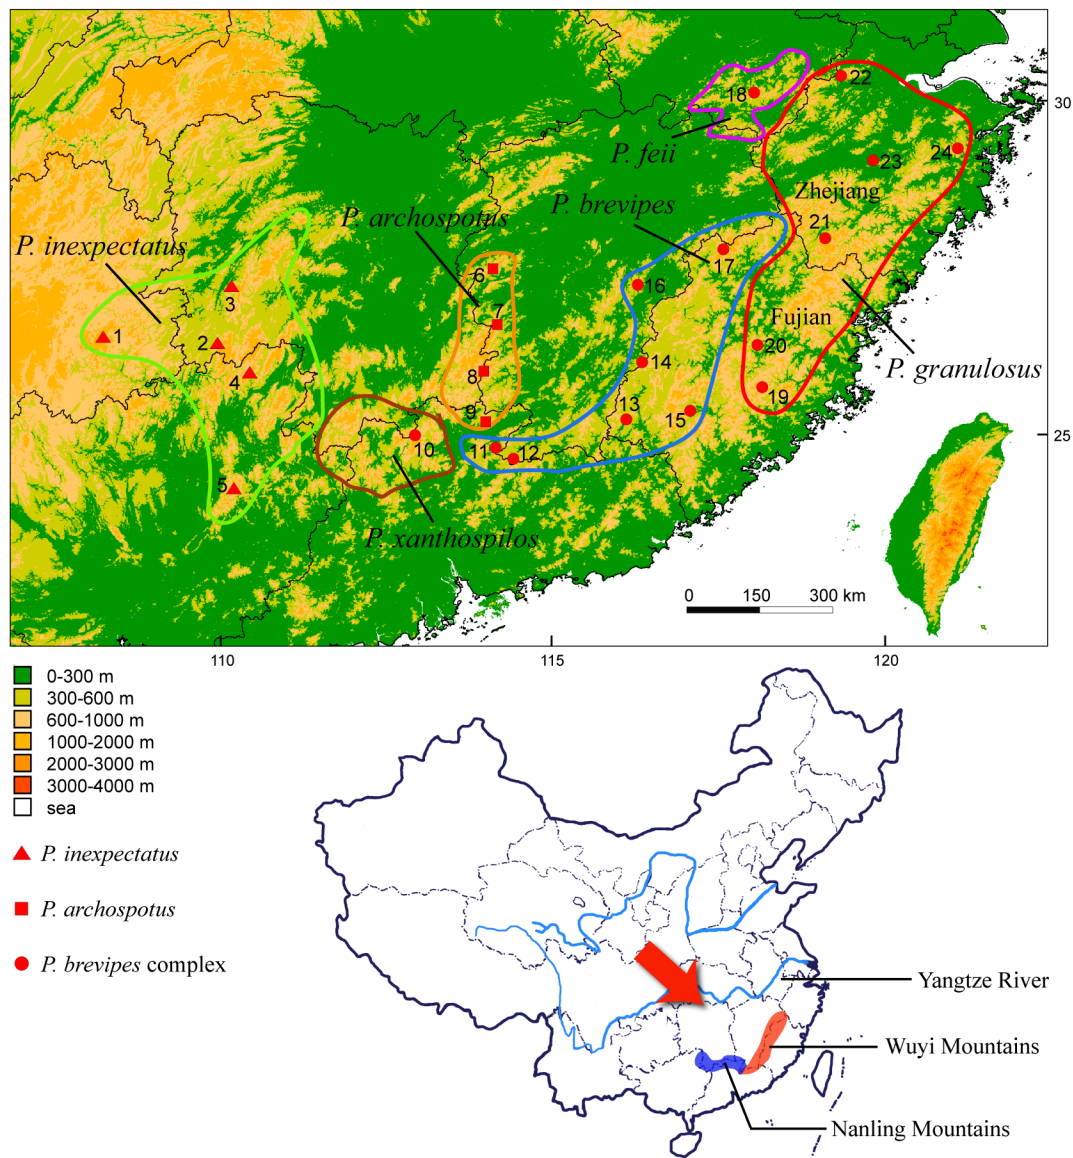 30
22
18
P. feii
23
24
Zhejiang
P. brevipes
P. archospotus
21
P. inexpectatus
17
6
16
3
7
Fujian
1
2
20
14
P. granulosus
4
8
19
13
15
9
10
11
12
25
5
P. xanthospilos
0 150 300 km
110
115
120
0-300 m
300-600 m
600-1000 m
1000-2000 m
2000-3000 m
3000-4000 m
sea
P. inexpectatus
P. archospotus
P. brevipes complex
Yangtze River
Wuyi Mountains
Nanling Mountains